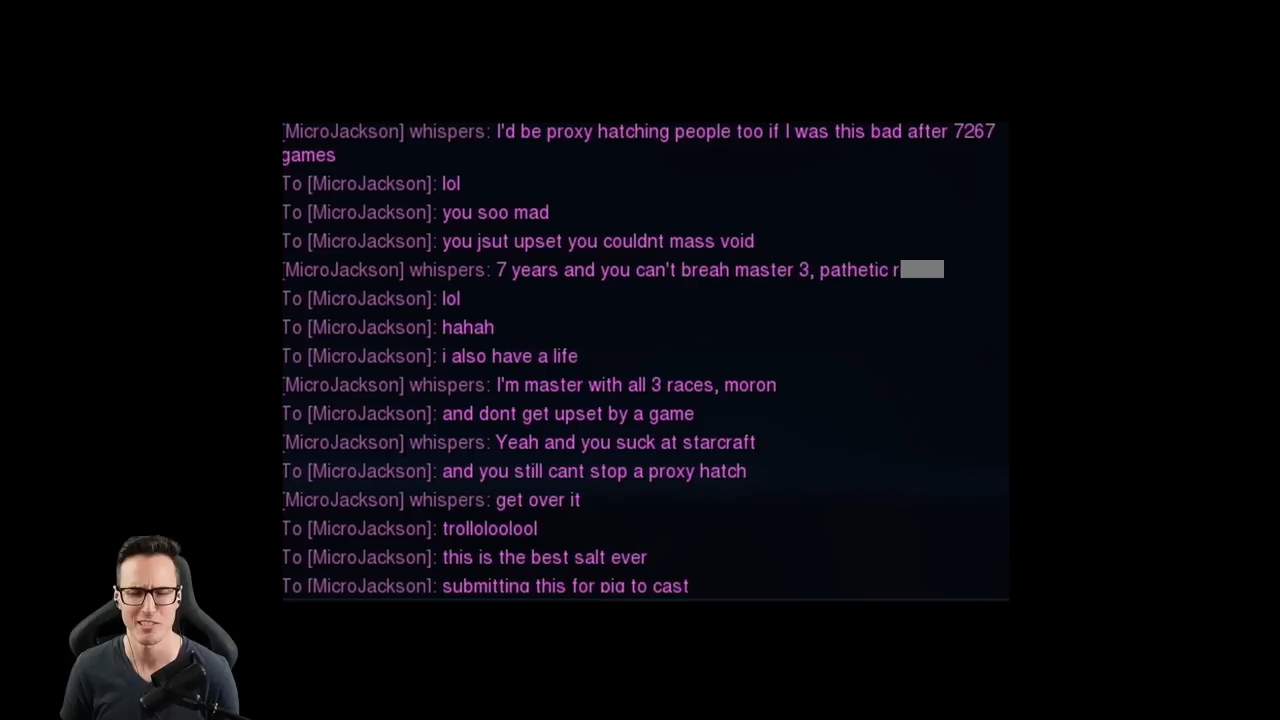 [MicroJackson] whispers: I'd be proxy hatching people too if I was this bad after 7267
games
To [MicroJackson]: lol
To [MicroJackson]: you soo mad
To [MicroJackson]: you jsut upset you couldnt mass void
[MicroJackson] whispers: 7 years and you can't breah master 3, pathetic r
To [MicroJackson]: lol
To [MicroJackson]: hahah
To [MicroJackson]: i also have a life
[MicroJackson] whispers: I'm master with all 3 races, moron
To [MicroJackson]: and dont get upset by a game
[MicroJackson] whispers: Yeah and you suck at starcraft
To [MicroJackson]: and you still cant stop a proxy hatch
[MicroJackson] whispers: get over it
To [MicroJackson]: trolloloolool
To [MicroJackson]: this is the best salt ever
To [MicroJackson]: submitting this for pig to cast